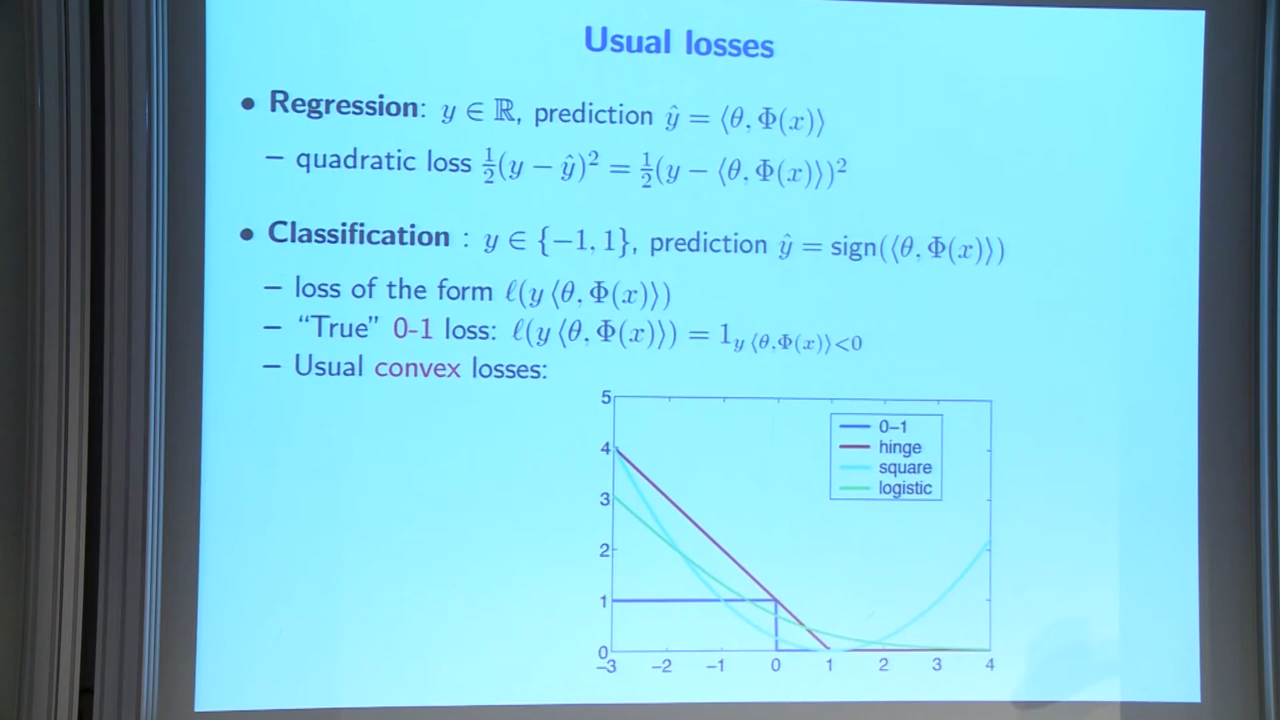 Usual losses
• Regression: y ∈ ℝ, prediction ŷ = ⟨θ, Φ(x)⟩
– quadratic loss ½(y − ŷ)² = ½(y − ⟨θ, Φ(x)⟩)²
• Classification : y ∈ {−1, 1}, prediction ŷ = sign(⟨θ, Φ(x)⟩)
– loss of the form ℓ(y ⟨θ, Φ(x)⟩)
– “True” 0-1 loss: ℓ(y ⟨θ, Φ(x)⟩) = 1_{y ⟨θ,Φ(x)⟩<0}
– Usual convex losses:
5
4
3
2
1
0
0–1
hinge
square
logistic
−3 −2 −1 0 1 2 3 4